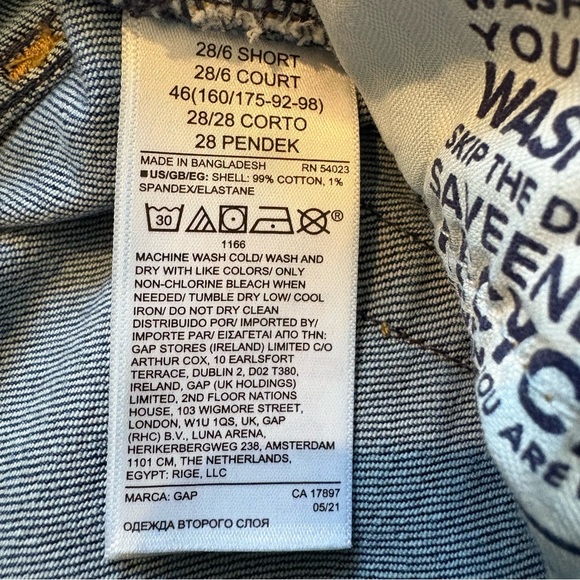 28/6 SHORT
28/6 COURT
46(160/175-92-98)
28/28 CORTO
28 PENDEK
MADE IN BANGLADESH RN 54023
■ US/GB/EG: SHELL: 99% COTTON, 1%
SPANDEX/ELASTANE
30 ®
1166
MACHINE WASH COLD/ WASH AND
DRY WITH LIKE COLORS/ ONLY
NON-CHLORINE BLEACH WHEN
NEEDED/ TUMBLE DRY LOW/ COOL
IRON/ DO NOT DRY CLEAN
DISTRIBUIDO POR/ IMPORTED BY/
IMPORTE PAR/ ΕΙΣΑΓΕΤΑΙ ΑΠΟ ΤΗΝ:
GAP STORES (IRELAND) LIMITED C/O
ARTHUR COX, 10 EARLSFORT
TERRACE, DUBLIN 2, D02 T380,
IRELAND, GAP (UK HOLDINGS)
LIMITED, 2ND FLOOR NATIONS
HOUSE, 103 WIGMORE STREET,
LONDON, W1U 1QS, UK, GAP
(RHC) B.V., LUNA ARENA,
HERIKERBERGWEG 238, AMSTERDAM
1101 CM, THE NETHERLANDS,
EGYPT: RIGE, LLC
MARCA: GAP CA 17897
05/21
ОДЕЖДА ВТОРОГО СЛОЯ
WASH
YOU
WAS
SKIP THE D
SAVE EN
YOU ARE